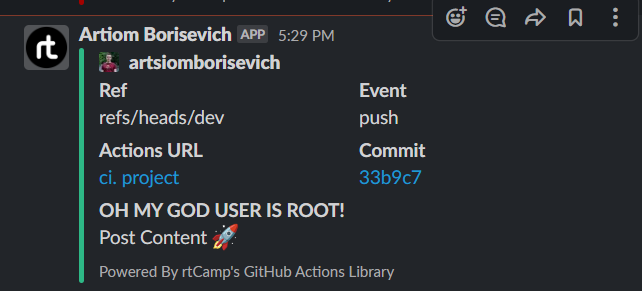 rt
Artiom Borisevich APP 5:29 PM
artsiomborisevich
Ref Event
refs/heads/dev push
Actions URL Commit
ci. project 33b9c7
OH MY GOD USER IS ROOT!
Post Content 🚀
Powered By rtCamp's GitHub Actions Library